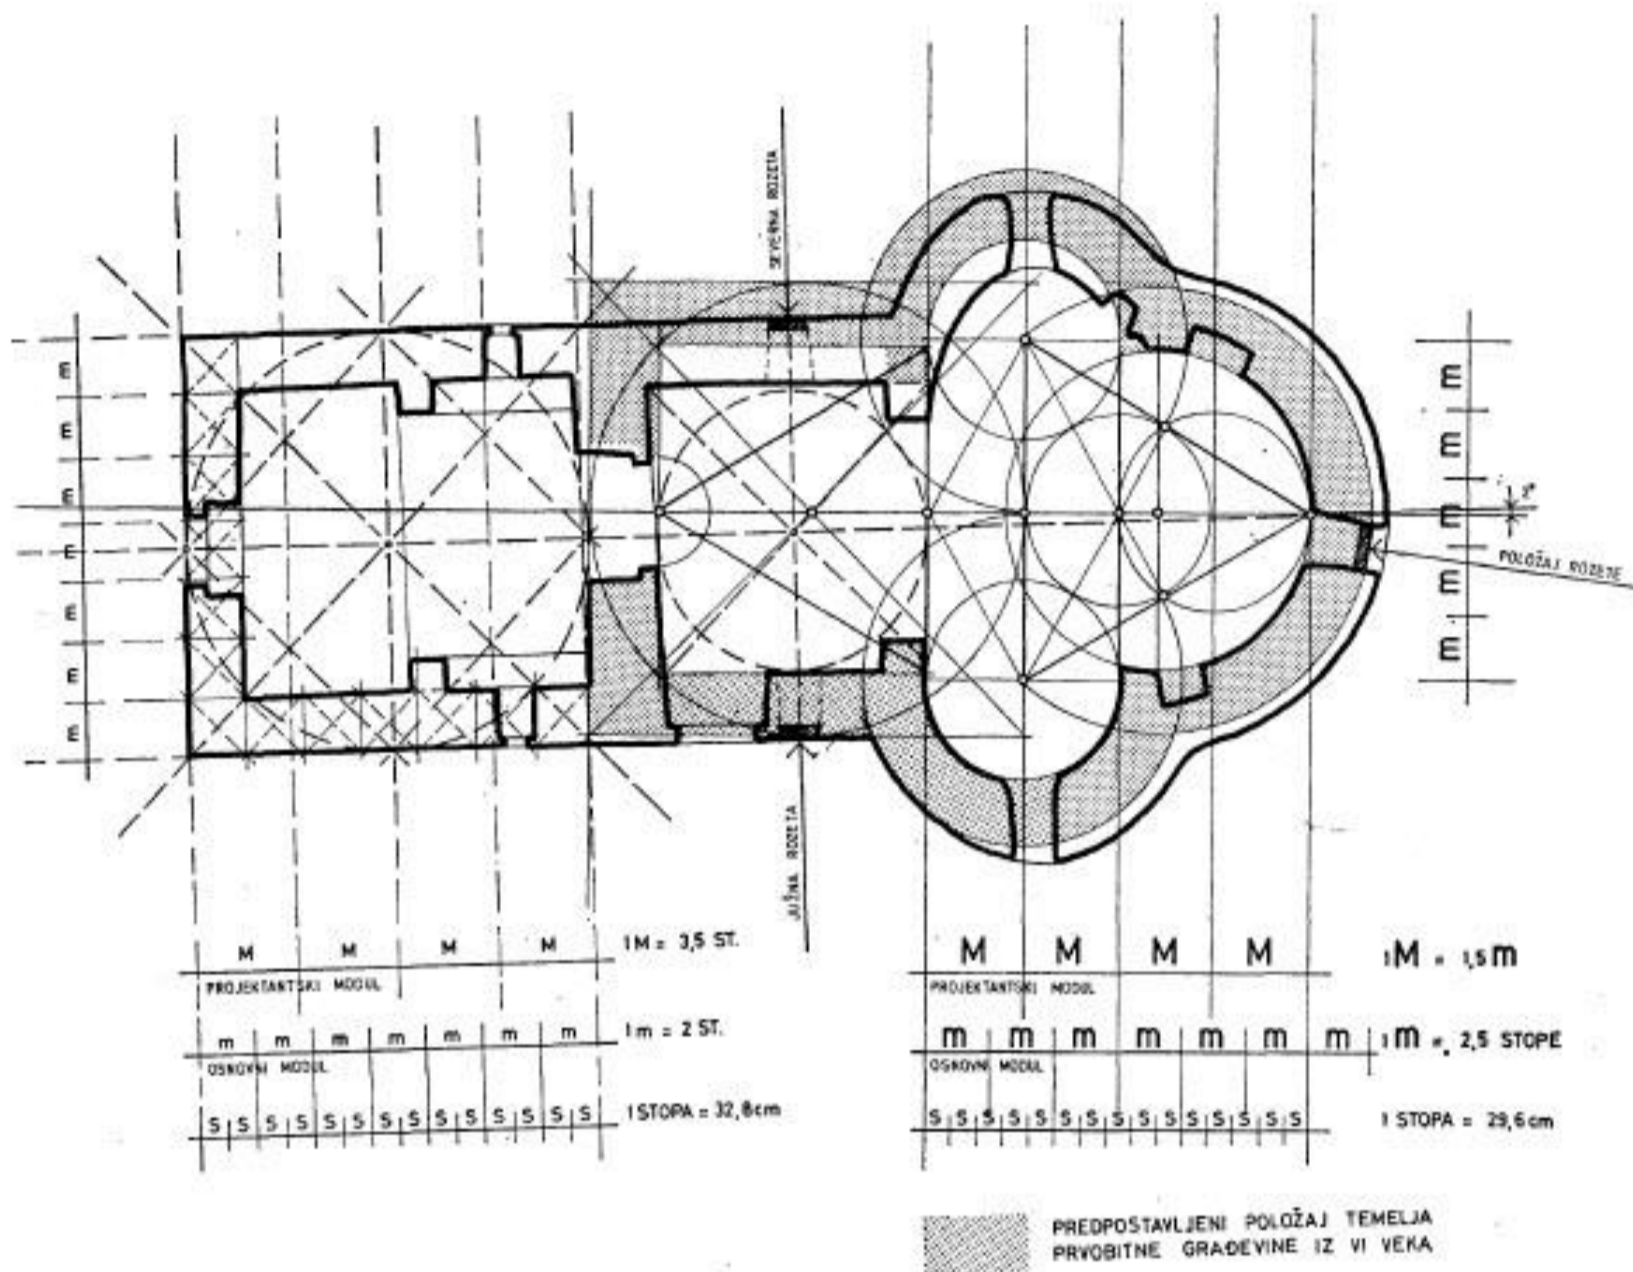 SEVERNA ROZETA
m
m
m
m
m
m
m
m
m
m
m
m
POLOŽAJ ROZETE
JUŽNA ROZETA
M M M M 1M = 3,5 ST.
PROJEKTANTSKI MODUL
m m m m m m m 1m = 2 ST.
OSNOVNI MODUL
S S S S S S S S S S S S S S 1 STOPA = 32,8cm
M M M M 1M = 1,5m
PROJEKTANTSKI MODUL
m m m m m m m 1m = 2,5 STOPE
OSNOVNI MODUL
S S S S S S S S S S S S S S S 1 STOPA = 29,6cm
PREDPOSTAVLJENI POLOŽAJ TEMELJA
PRVOBITNE GRAĐEVINE IZ VI VEKA